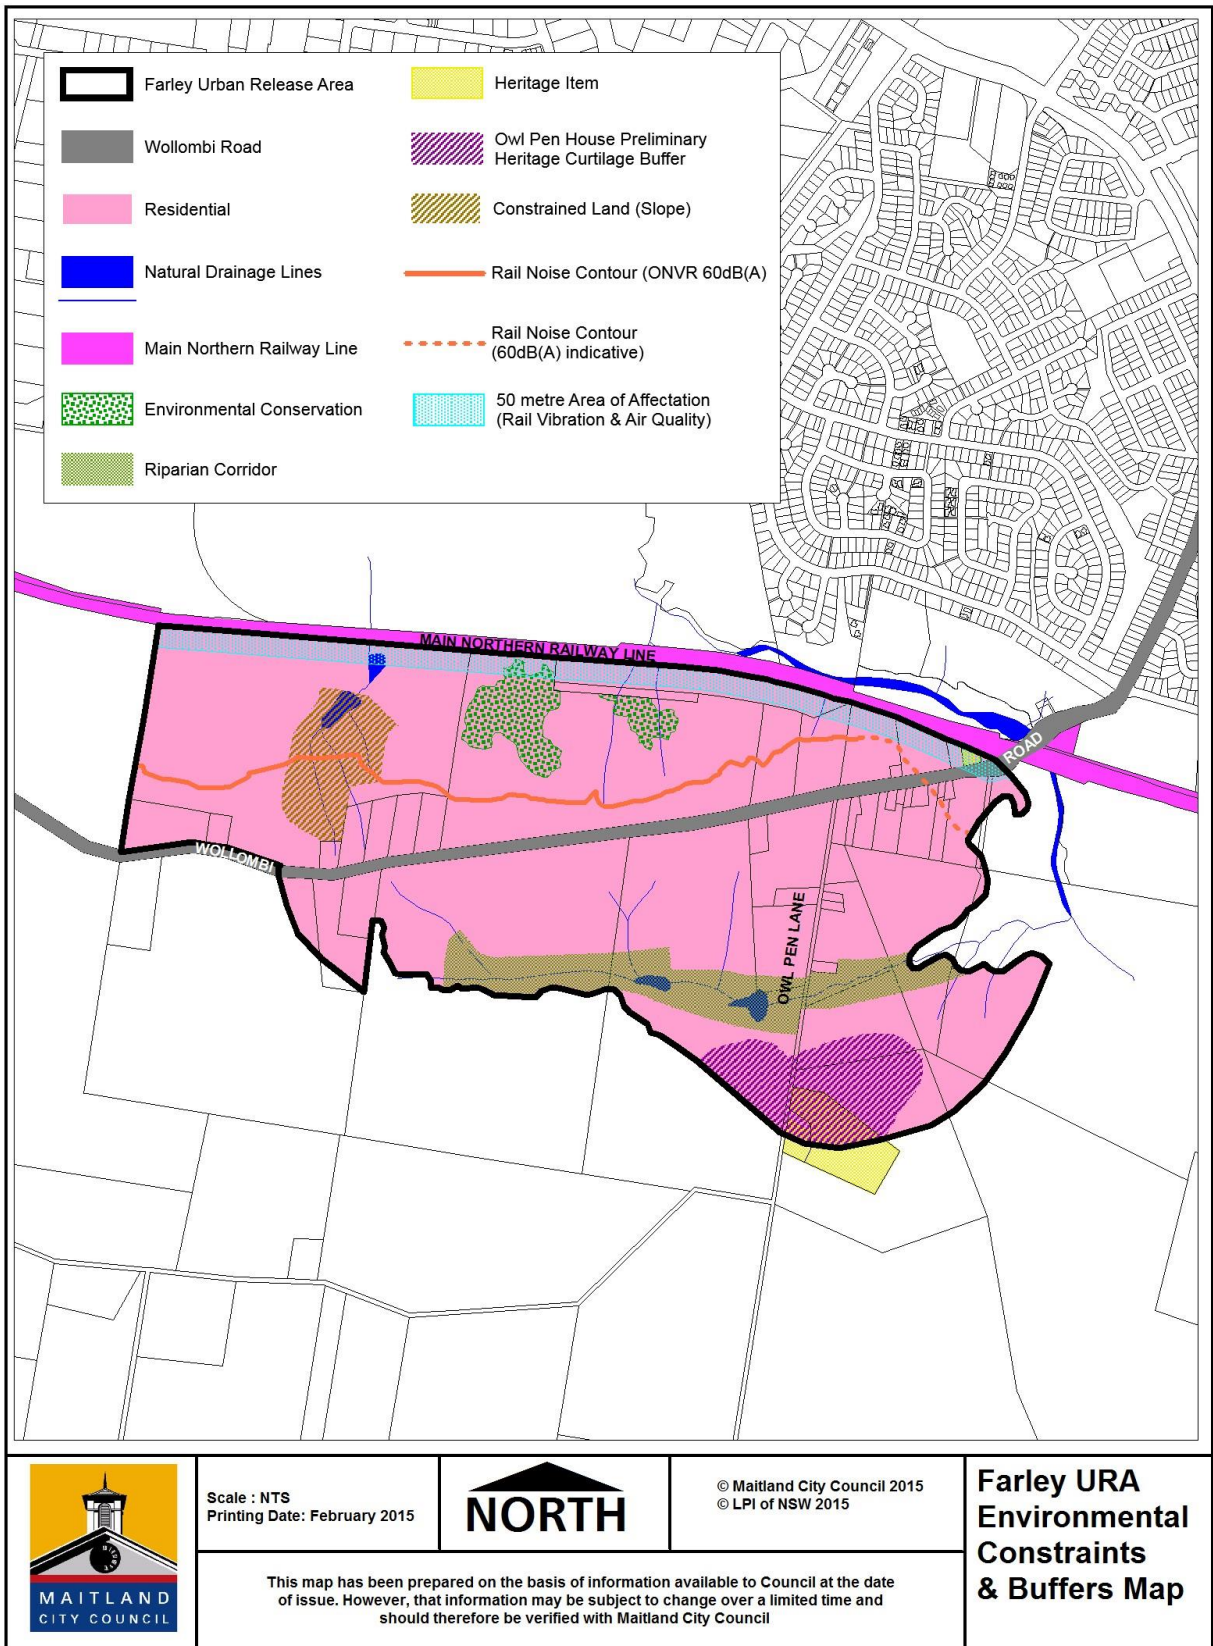 Farley Urban Release Area
Wollombi Road
Residential
Natural Drainage Lines
Main Northern Railway Line
Environmental Conservation
Riparian Corridor
Heritage Item
Owl Pen House Preliminary
Heritage Curtilage Buffer
Constrained Land (Slope)
Rail Noise Contour (ONVR 60dB(A)
Rail Noise Contour
(60dB(A) indicative)
50 metre Area of Affectation
(Rail Vibration & Air Quality)
MAIN NORTHERN RAILWAY LINE
ROAD
WOLLOMBI
OWL PEN LANE
MAITLAND
CITY COUNCIL
Scale : NTS
Printing Date: February 2015
NORTH
© Maitland City Council 2015
© LPI of NSW 2015
This map has been prepared on the basis of information available to Council at the date
of issue. However, that information may be subject to change over a limited time and
should therefore be verified with Maitland City Council
Farley URA
Environmental
Constraints
& Buffers Map